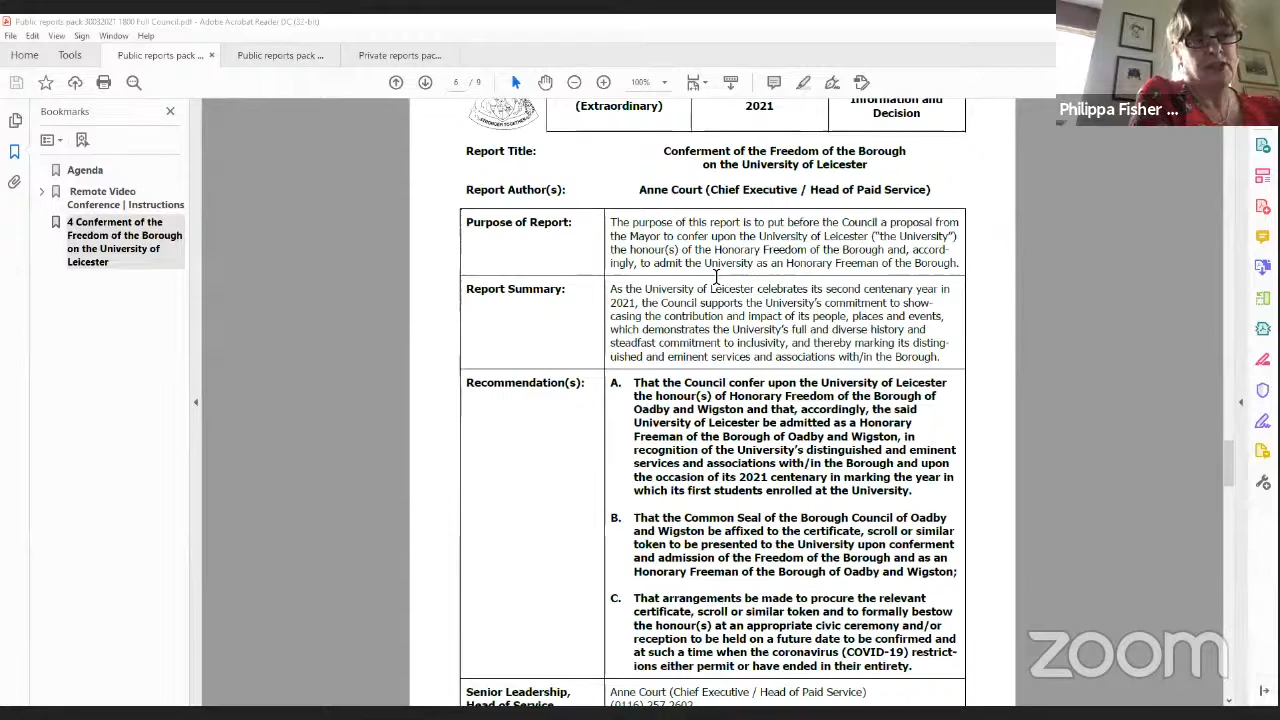 Public reports pack 30032021 1800 Full Council.pdf - Adobe Acrobat Reader DC (32-bit)
File Edit View Sign Window Help
Home Tools Public reports pack ... × Public reports pack ... Private reports pac...
6 / 9 100%
Bookmarks
Agenda
Remote Video
Conference | Instructions
4 Conferment of the
Freedom of the Borough
on the University of
Leicester
(Extraordinary) 2021 Information and
Decision
Report Title: Conferment of the Freedom of the Borough
on the University of Leicester
Report Author(s): Anne Court (Chief Executive / Head of Paid Service)
Purpose of Report: The purpose of this report is to put before the Council a proposal from
the Mayor to confer upon the University of Leicester ("the University")
the honour(s) of the Honorary Freedom of the Borough and, accord-
ingly, to admit the University as an Honorary Freeman of the Borough.
Report Summary: As the University of Leicester celebrates its second centenary year in
2021, the Council supports the University's commitment to show-
casing the contribution and impact of its people, places and events,
which demonstrates the University's full and diverse history and
steadfast commitment to inclusivity, and thereby marking its disting-
uished and eminent services and associations with/in the Borough.
Recommendation(s): A. That the Council confer upon the University of Leicester
the honour(s) of Honorary Freedom of the Borough of
Oadby and Wigston and that, accordingly, the said
University of Leicester be admitted as a Honorary
Freeman of the Borough of Oadby and Wigston, in
recognition of the University's distinguished and eminent
services and associations with/in the Borough and upon
the occasion of its 2021 centenary in marking the year in
which its first students enrolled at the University.
B. That the Common Seal of the Borough Council of Oadby
and Wigston be affixed to the certificate, scroll or similar
token to be presented to the University upon conferment
and admission of the Freedom of the Borough and as an
Honorary Freeman of the Borough of Oadby and Wigston;
C. That arrangements be made to procure the relevant
certificate, scroll or similar token and to formally bestow
the honour(s) at an appropriate civic ceremony and/or
reception to be held on a future date to be confirmed and
at such a time when the coronavirus (COVID-19) restrict-
ions either permit or have ended in their entirety.
Senior Leadership, Anne Court (Chief Executive / Head of Paid Service)
Head of Service (0116) 257 2602
Philippa Fisher ...
zoom